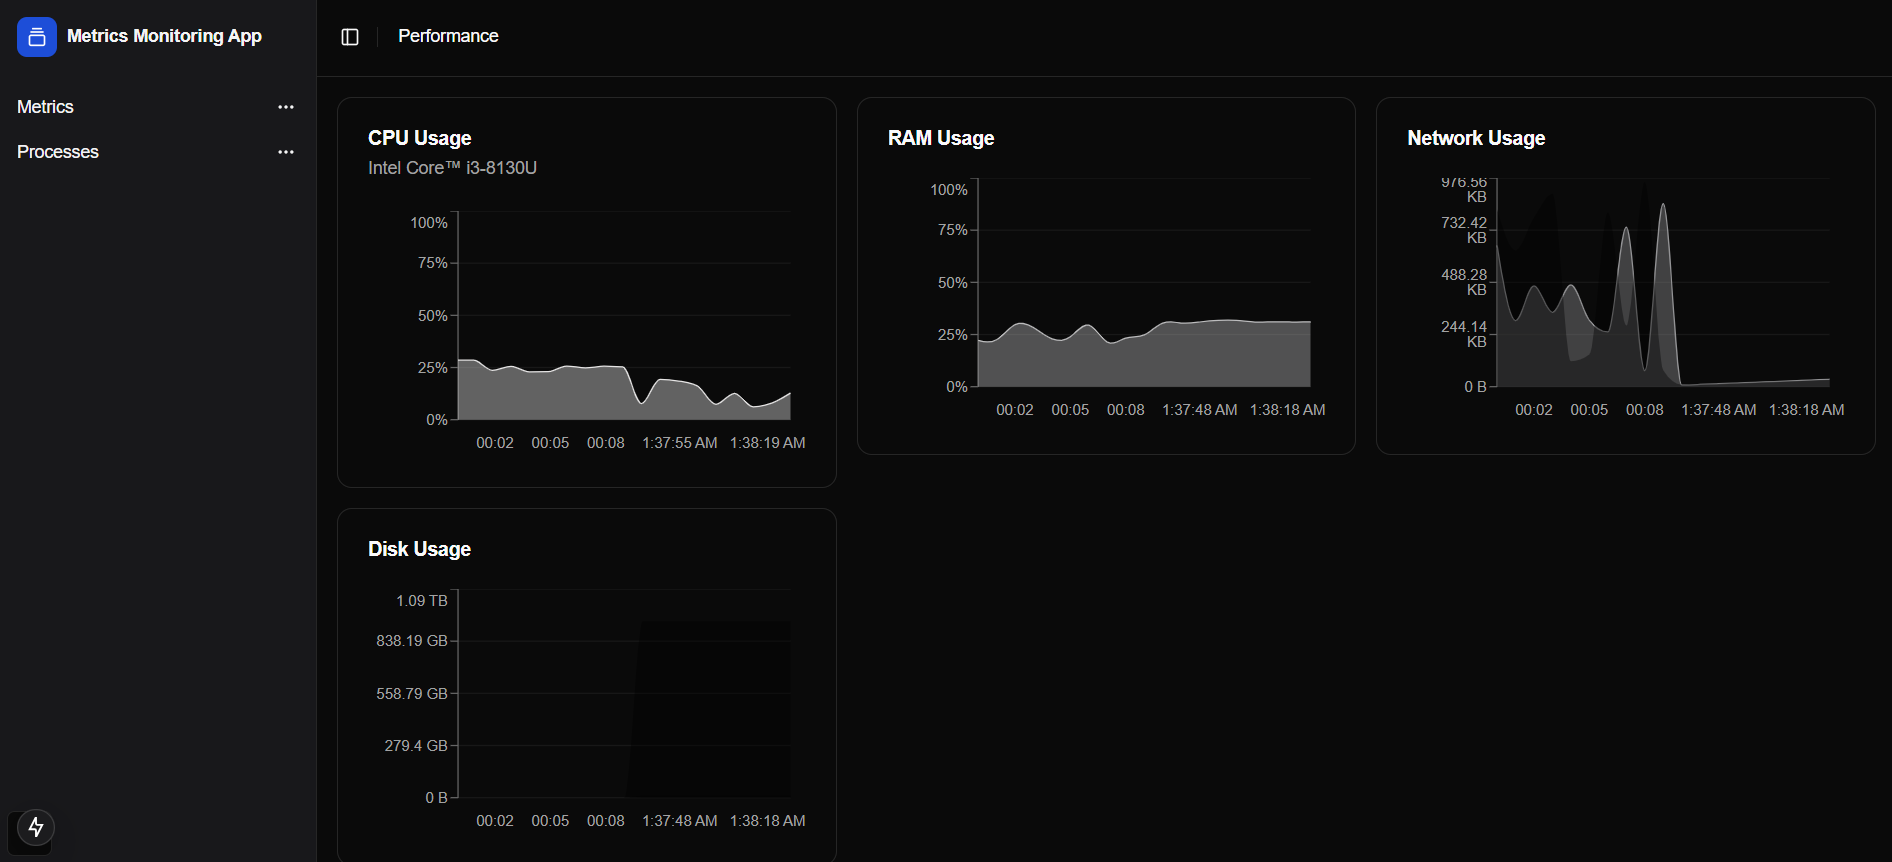 Metrics Monitoring App
Metrics
Processes
Performance
CPU Usage
Intel Core™ i3-8130U
100%
75%
50%
25%
0%
00:02 00:05 00:08 1:37:55 AM 1:38:19 AM
RAM Usage
100%
75%
50%
25%
0%
00:02 00:05 00:08 1:37:48 AM 1:38:18 AM
Network Usage
976.56
KB
732.42
KB
488.28
KB
244.14
KB
0 B
00:02 00:05 00:08 1:37:48 AM 1:38:18 AM
Disk Usage
1.09 TB
838.19 GB
558.79 GB
279.4 GB
0 B
00:02 00:05 00:08 1:37:48 AM 1:38:18 AM